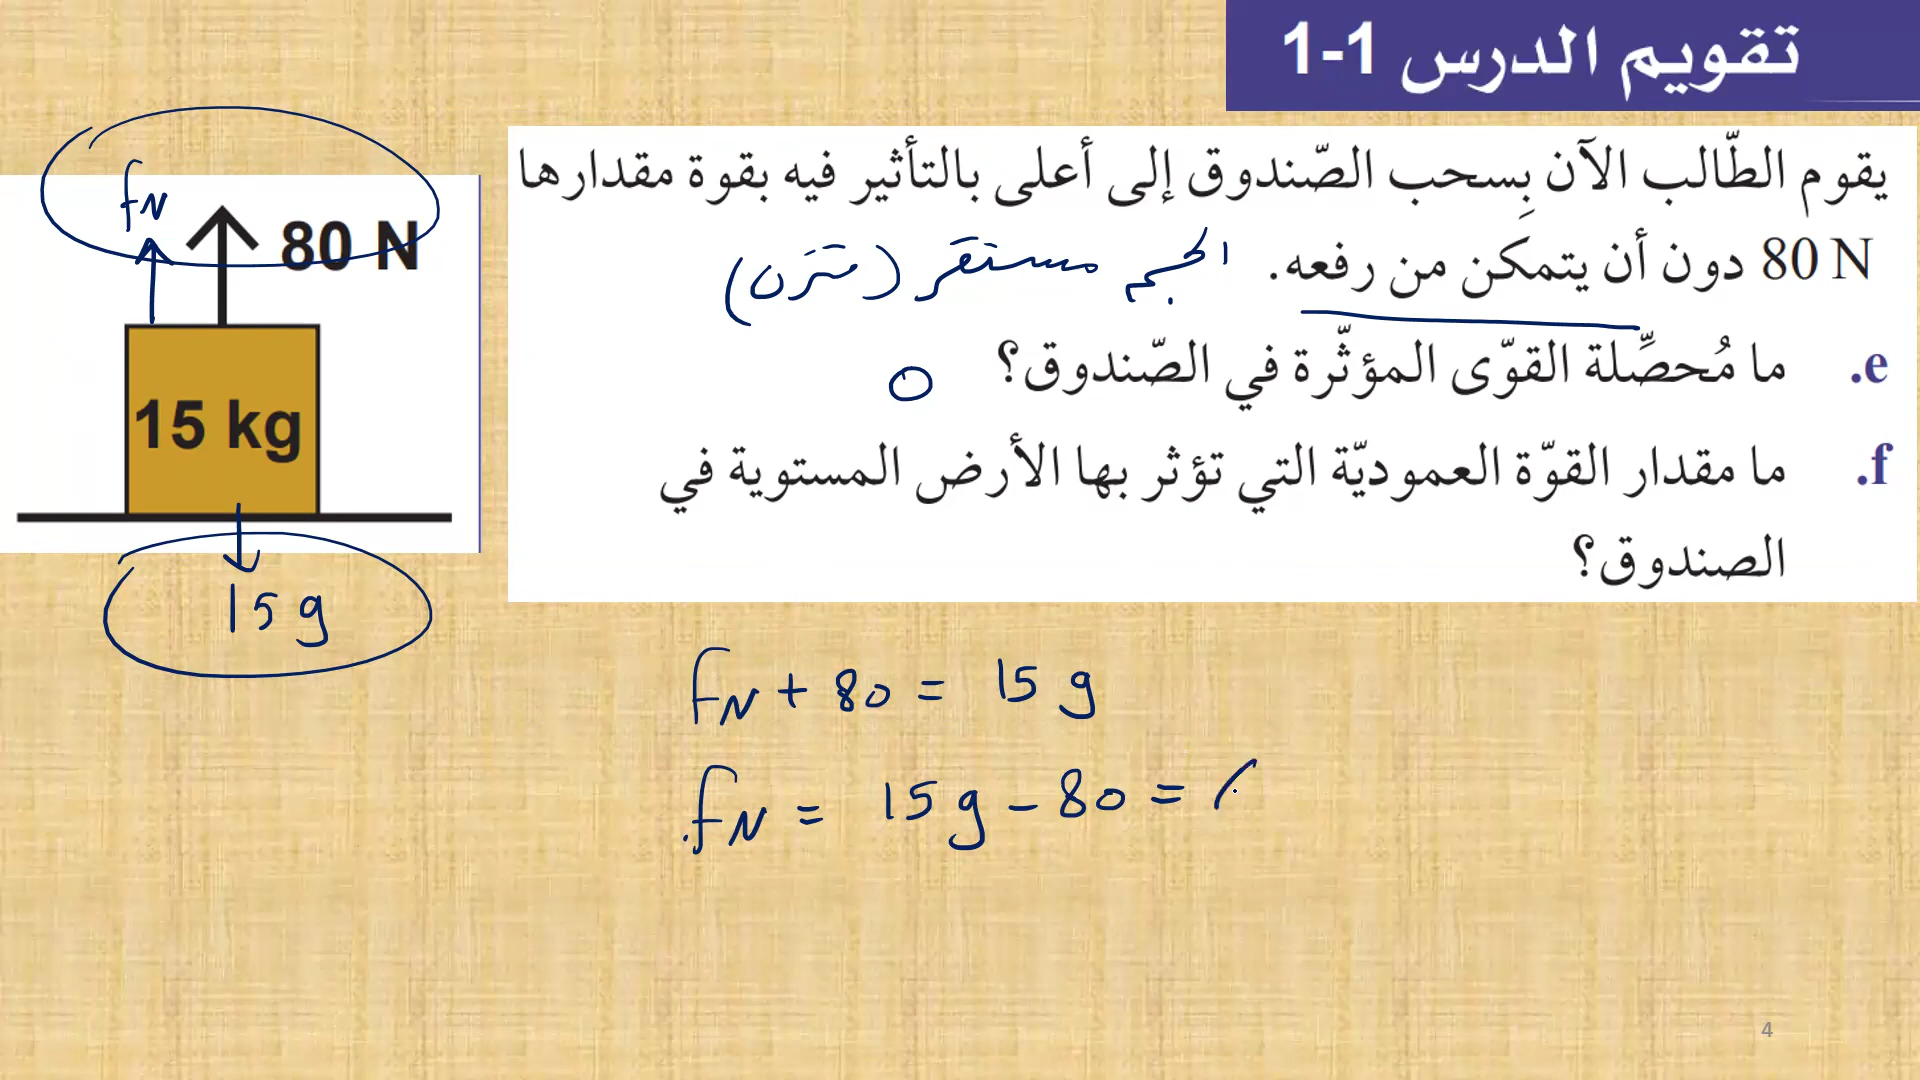 تقويم الدرس 1-1
يقوم الطّالب الآن بِسحب الصّندوق إلى أعلى بالتأثير فيه بقوة مقدارها
80 N دون أن يتمكن من رفعه. الجسم مستقر (متزن)
e. ما مُحصِّلة القوّى المؤثّرة في الصّندوق؟ 0
f. ما مقدار القوّة العموديّة التي تؤثر بها الأرض المستوية في
الصندوق؟
fN
80 N
15 kg
15 g
fN + 80 = 15 g
fN = 15 g - 80 = (
4